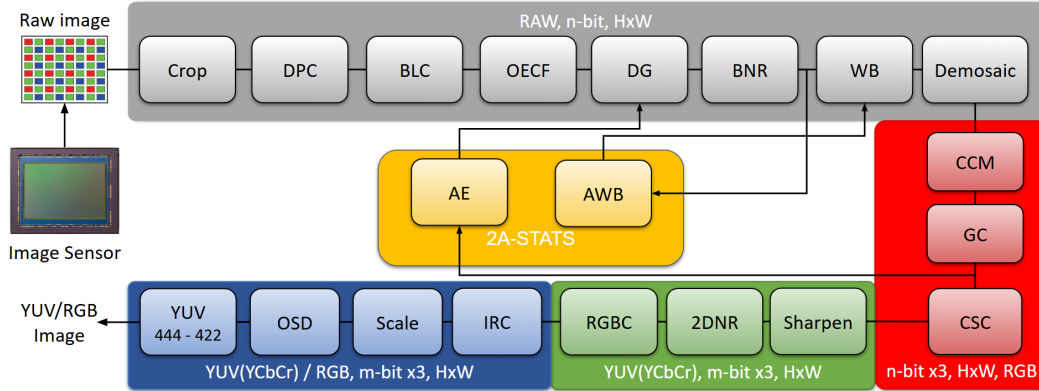 Raw image
RAW, n-bit, HxW
Crop
DPC
BLC
OECF
DG
BNR
WB
Demosaic
Image Sensor
AE
AWB
2A-STATS
CCM
GC
CSC
n-bit x3, HxW, RGB
YUV/RGB
Image
YUV
444 - 422
OSD
Scale
IRC
YUV(YCbCr) / RGB, m-bit x3, HxW
RGBC
2DNR
Sharpen
YUV(YCbCr), m-bit x3, HxW